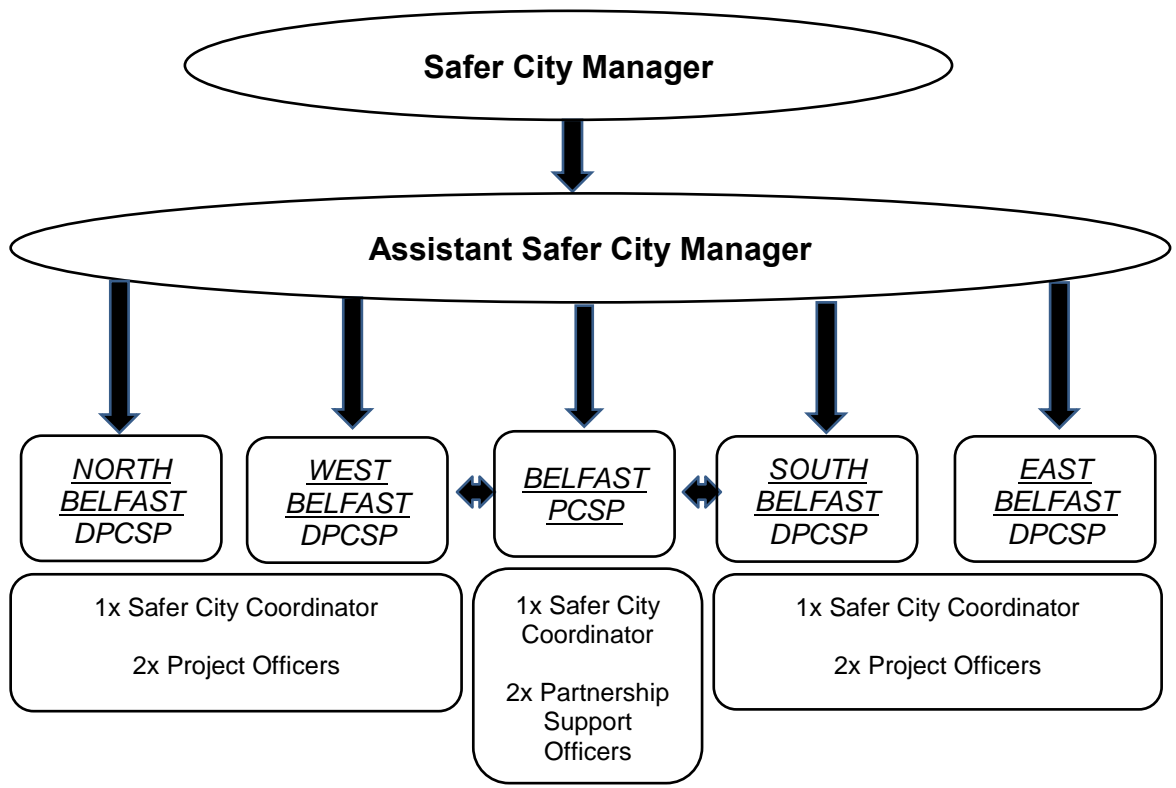 Safer City Manager
Assistant Safer City Manager
NORTH
BELFAST
DPCSP
WEST
BELFAST
DPCSP
BELFAST
PCSP
SOUTH
BELFAST
DPCSP
EAST
BELFAST
DPCSP
1x Safer City Coordinator
2x Project Officers
1x Safer City
Coordinator
2x Partnership
Support
Officers
1x Safer City Coordinator
2x Project Officers